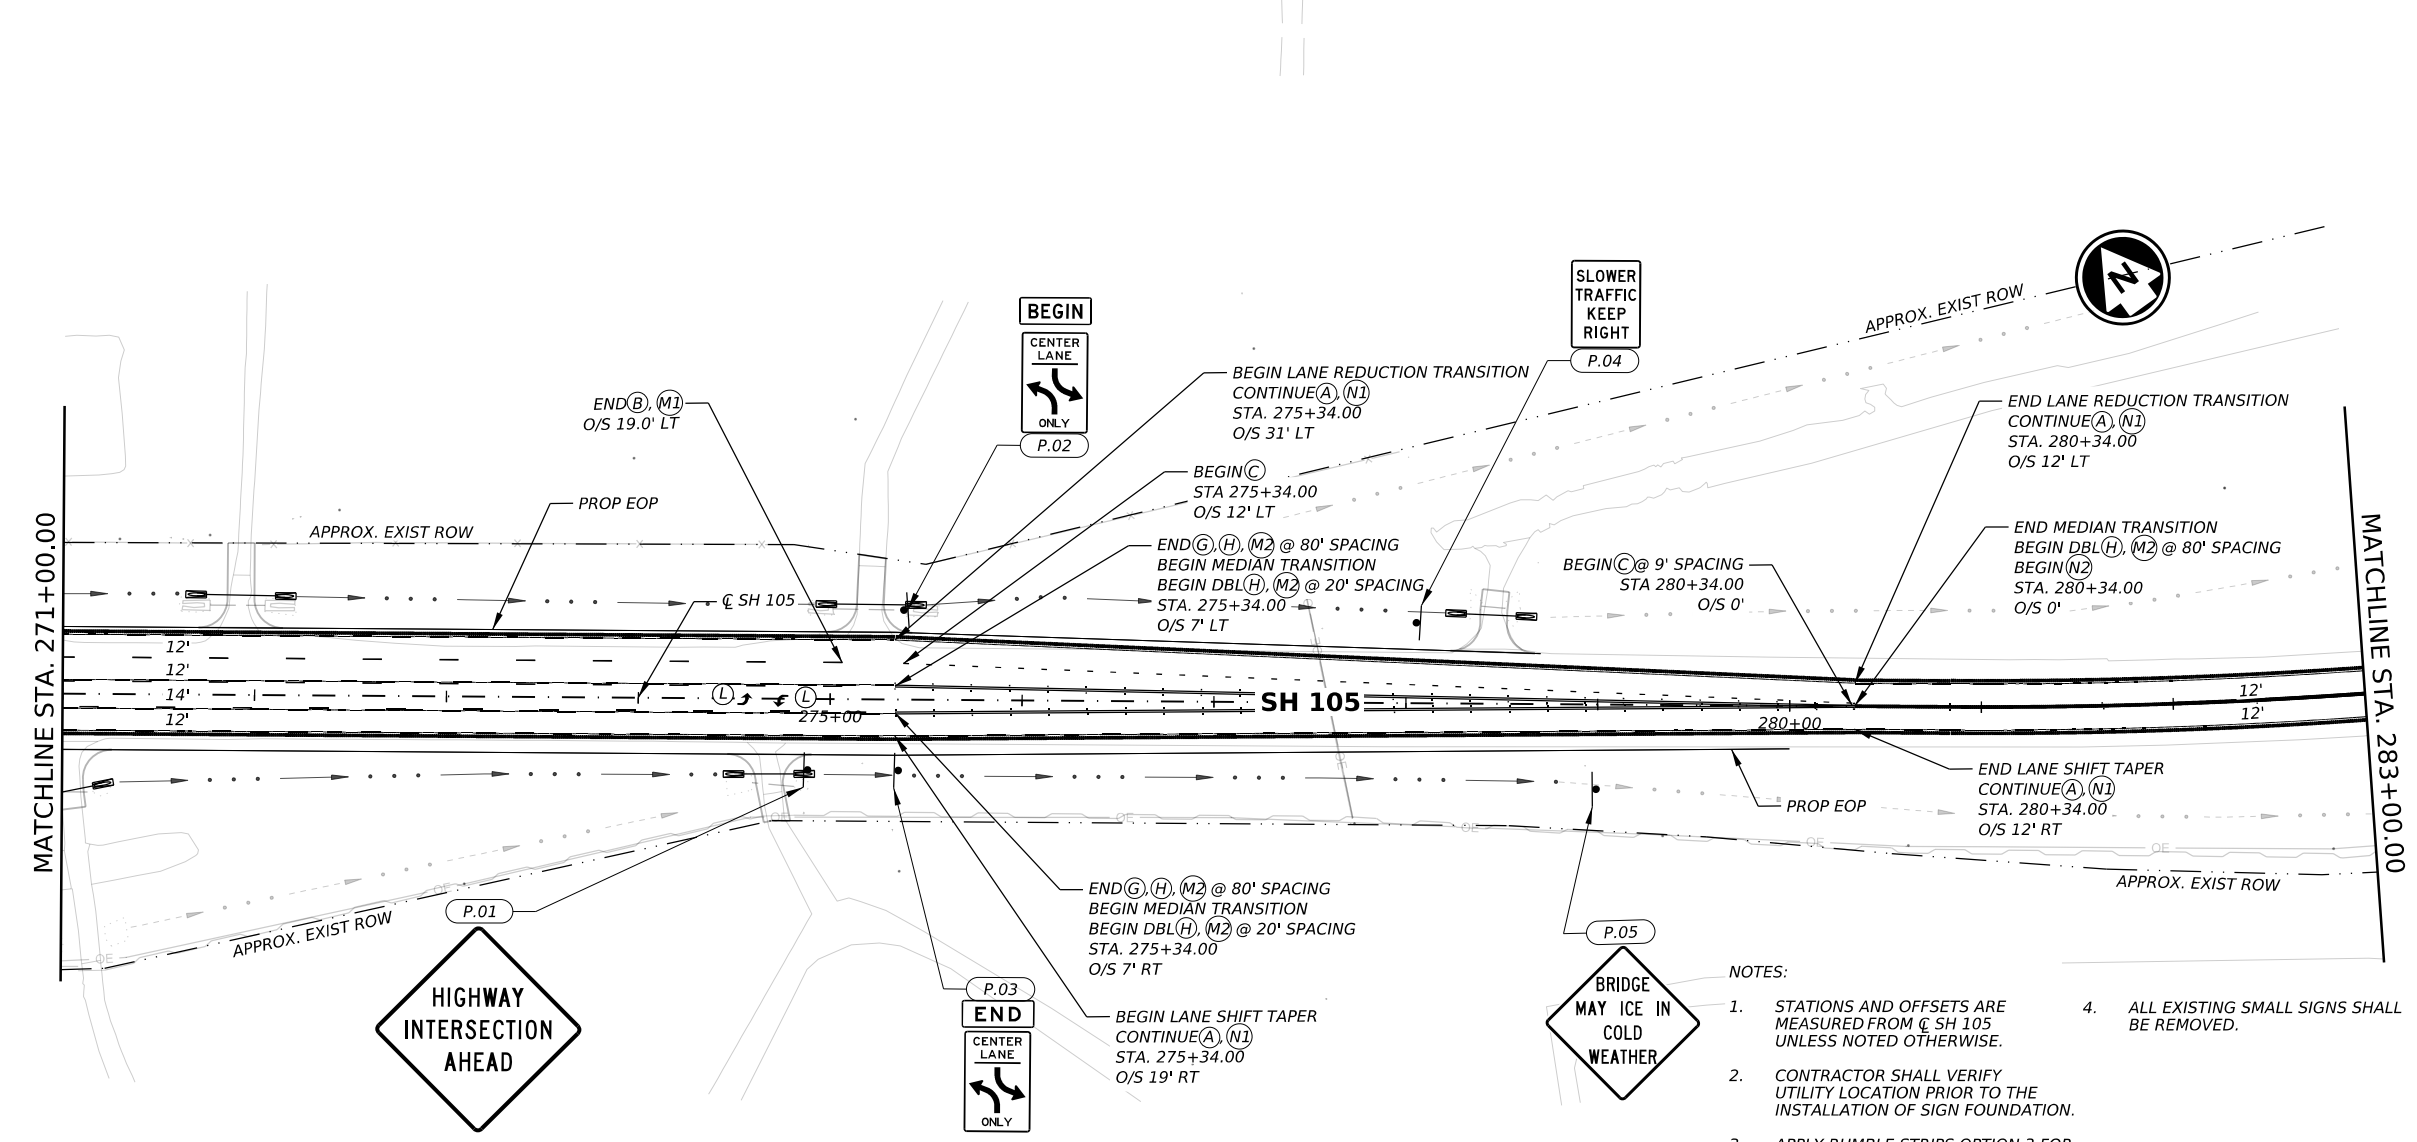 BEGIN
CENTER
LANE
ONLY
P.02
SLOWER
TRAFFIC
KEEP
RIGHT
P.04
N
APPROX. EXIST ROW
BEGIN LANE REDUCTION TRANSITION
CONTINUE (A), (N1)
STA. 275+34.00
O/S 31' LT
END (B), (M1)
O/S 19.0' LT
END LANE REDUCTION TRANSITION
CONTINUE (A), (N1)
STA. 280+34.00
O/S 12' LT
BEGIN (C)
STA 275+34.00
O/S 12' LT
PROP EOP
APPROX. EXIST ROW
END (G), (H), (M2) @ 80' SPACING
BEGIN MEDIAN TRANSITION
BEGIN DBL (H), (M2) @ 20' SPACING
STA. 275+34.00
O/S 7' LT
BEGIN (C) @ 9' SPACING
STA 280+34.00
O/S 0'
END MEDIAN TRANSITION
BEGIN DBL (H), (M2) @ 80' SPACING
BEGIN (N2)
STA. 280+34.00
O/S 0'
MATCHLINE STA. 271+00.00
MATCHLINE STA. 283+00.00
℄ SH 105
12'
12'
14'
12'
L
L
275+00
SH 105
280+00
12'
12'
OE
OE
OE
OE
OE
OE
OE
END LANE SHIFT TAPER
CONTINUE (A), (N1)
STA. 280+34.00
O/S 12' RT
PROP EOP
APPROX. EXIST ROW
APPROX. EXIST ROW
P.01
HIGHWAY
INTERSECTION
AHEAD
END (G), (H), (M2) @ 80' SPACING
BEGIN MEDIAN TRANSITION
BEGIN DBL (H), (M2) @ 20' SPACING
STA. 275+34.00
O/S 7' RT
P.03
END
CENTER
LANE
ONLY
BEGIN LANE SHIFT TAPER
CONTINUE (A), (N1)
STA. 275+34.00
O/S 19' RT
P.05
BRIDGE
MAY ICE IN
COLD
WEATHER
NOTES:
1. STATIONS AND OFFSETS ARE
MEASURED FROM ℄ SH 105
UNLESS NOTED OTHERWISE.
2. CONTRACTOR SHALL VERIFY
UTILITY LOCATION PRIOR TO THE
INSTALLATION OF SIGN FOUNDATION.
4. ALL EXISTING SMALL SIGNS SHALL
BE REMOVED.